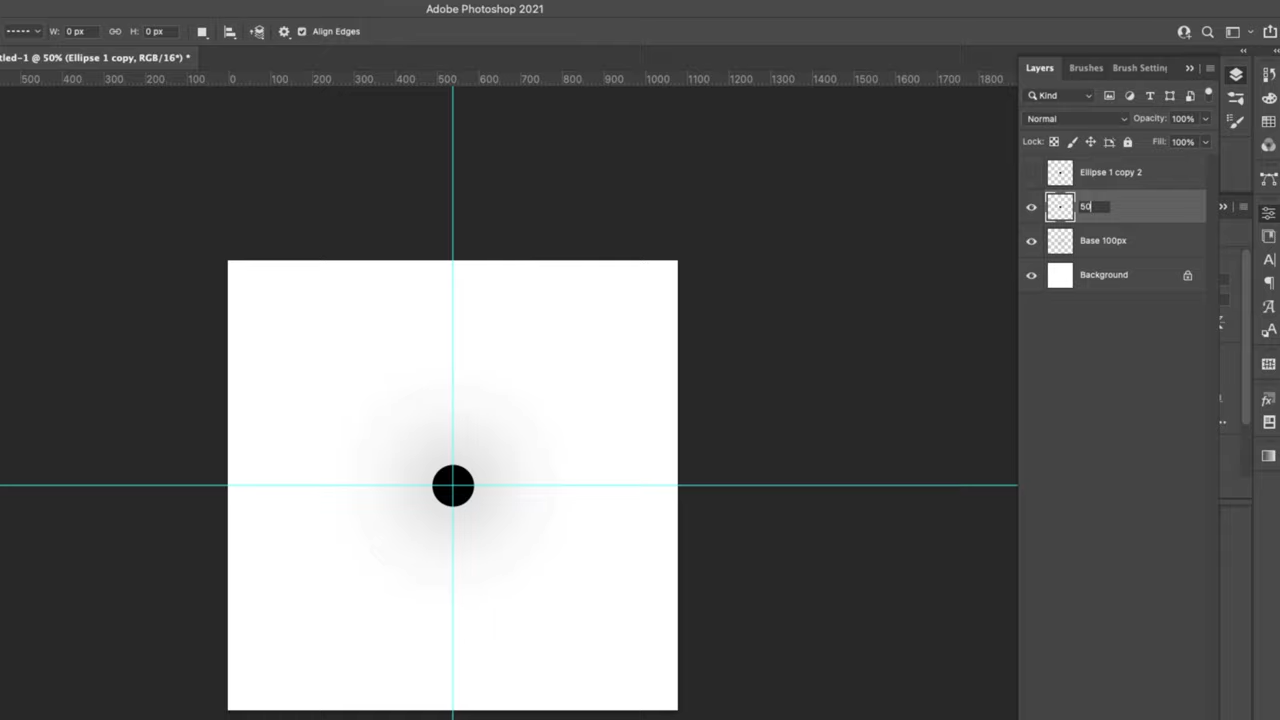 Adobe Photoshop 2021
W: 0 px H: 0 px Align Edges
tled-1 @ 50% (Ellipse 1 copy, RGB/16*) *
500 400 300 200 100 0 100 200 300 400 500 600 700 800 900 1000 1100 1200 1300 1400 1500 1600 1700 1800
Layers Brushes Brush Setting
Kind
Normal Opacity: 100%
Lock: Fill: 100%
Ellipse 1 copy 2
50
Base 100px
Background